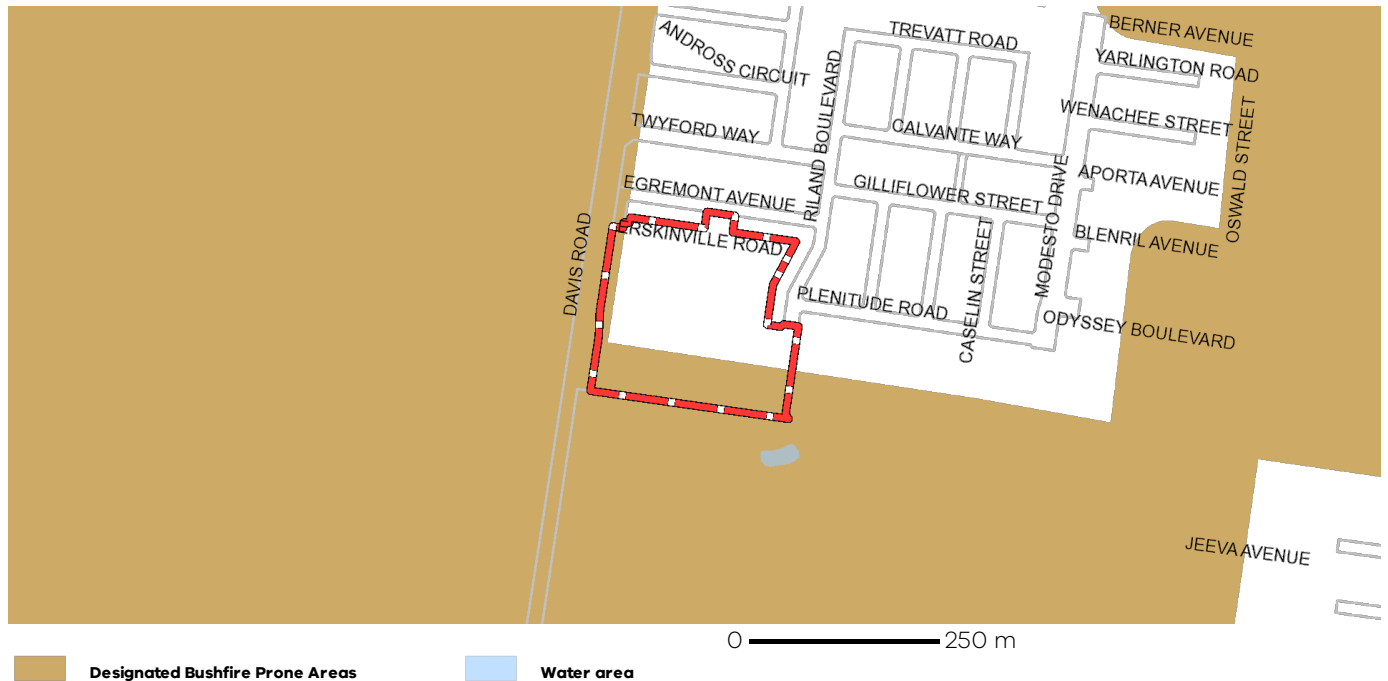 BERNER AVENUE
TREVATT ROAD
ANDROSS CIRCUIT
YARLINGTON ROAD
RILAND BOULEVARD
WENACHEE STREET
OSWALD STREET
TWYFORD WAY
CALVANTE WAY
APORTA AVENUE
EGREMONT AVENUE
GILLIFLOWER STREET
MODESTO DRIVE
DAVIS ROAD
ERSKINVILLE ROAD
CASELIN STREET
BLENRIL AVENUE
PLENITUDE ROAD
ODYSSEY BOULEVARD
JEEVA AVENUE
0 250 m
Designated Bushfire Prone Areas
Water area